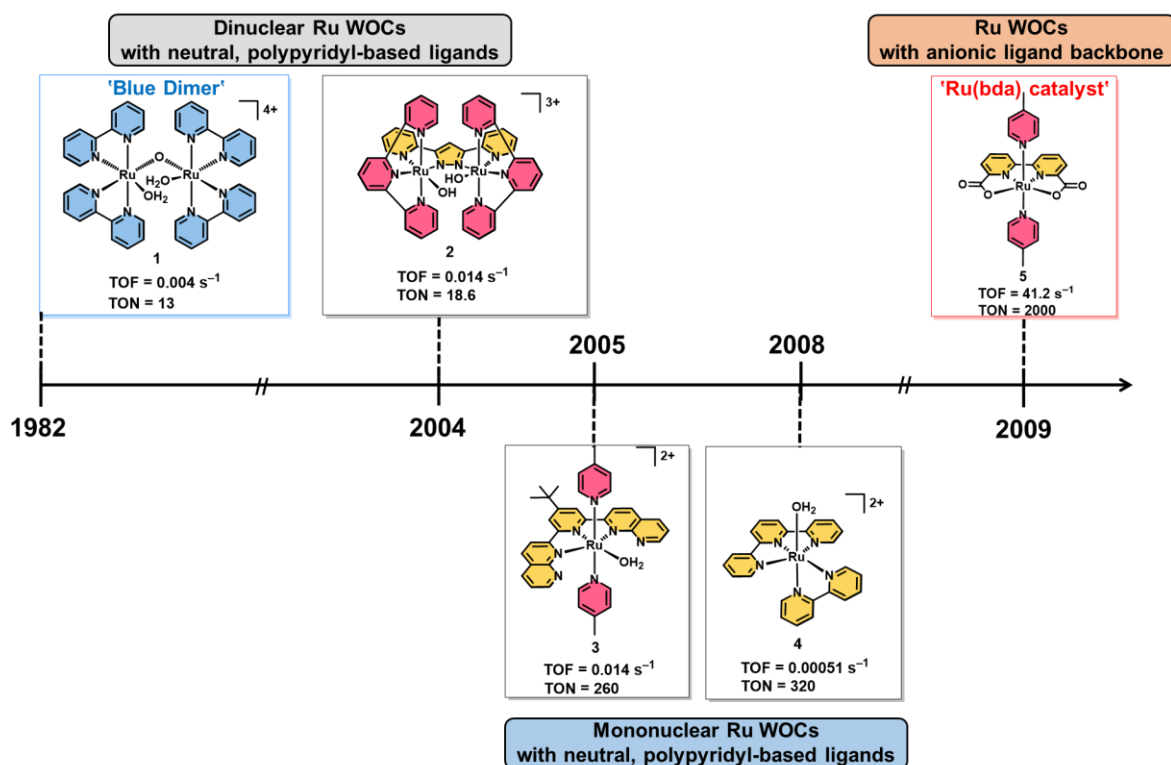 Dinuclear Ru WOCs
with neutral, polypyridyl-based ligands
Ru WOCs
with anionic ligand backbone
'Blue Dimer'
4+
N
N
N
N
O
Ru
Ru
H₂O
OH₂
N
N
N
N
1
TOF = 0.004 s⁻¹
TON = 13
3+
N
N
N
N
N
N
N
N
Ru
Ru
OH
HO
N
N
2
TOF = 0.014 s⁻¹
TON = 18.6
'Ru(bda) catalyst'
N
N
N
O
O
Ru
O
O
N
5
TOF = 41.2 s⁻¹
TON = 2000
2005
2008
1982
2004
2009
2+
N
N
N
N
N
Ru
OH₂
N
N
3
TOF = 0.014 s⁻¹
TON = 260
2+
OH₂
N
N
N
Ru
N
N
4
TOF = 0.00051 s⁻¹
TON = 320
Mononuclear Ru WOCs
with neutral, polypyridyl-based ligands